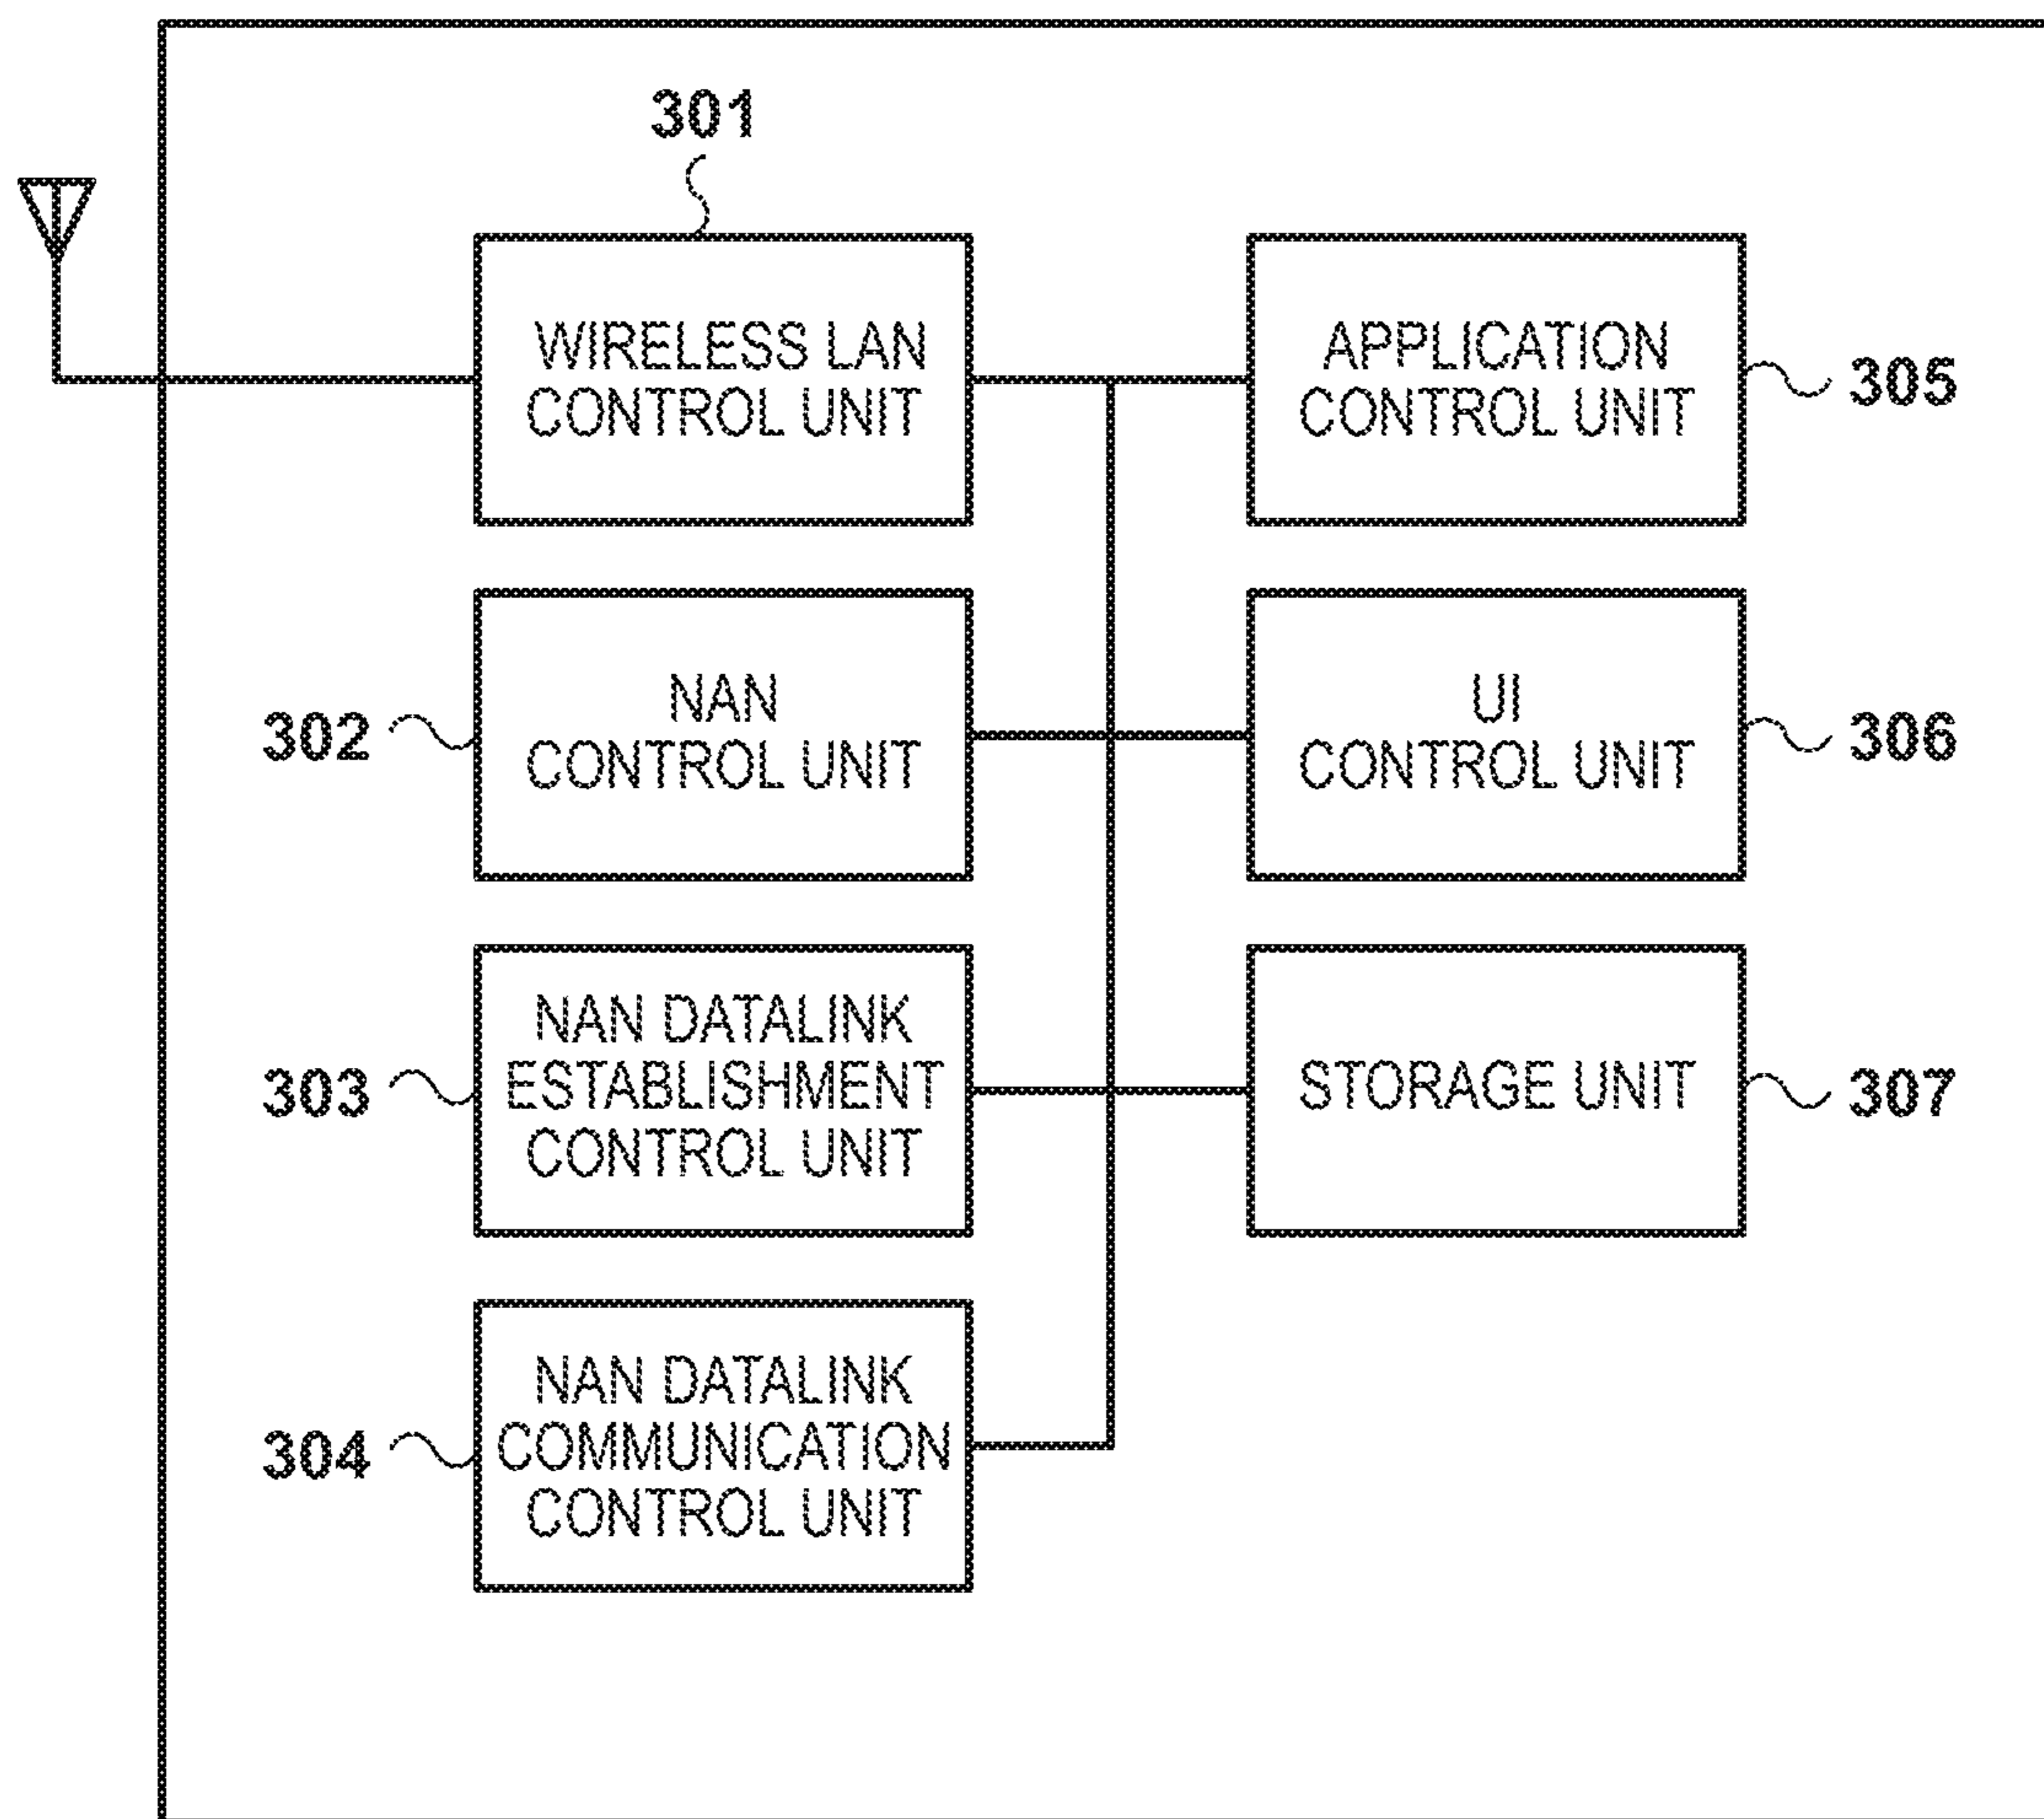 301
WIRELESS LAN
CONTROL UNIT
APPLICATION
CONTROL UNIT
305
302
NAN
CONTROL UNIT
UI
CONTROL UNIT
306
303
NAN DATALINK
ESTABLISHMENT
CONTROL UNIT
STORAGE UNIT
307
304
NAN DATALINK
COMMUNICATION
CONTROL UNIT